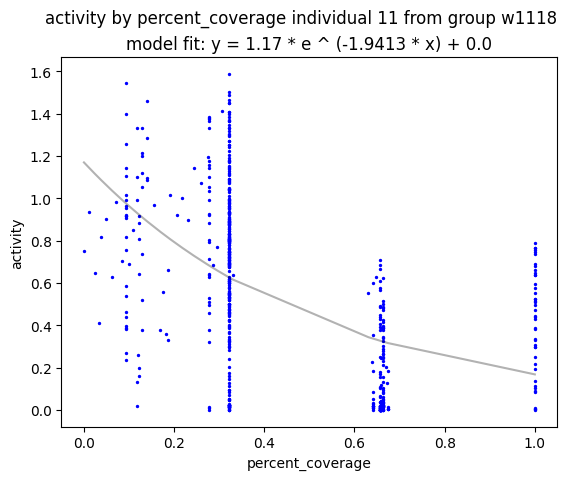 activity by percent_coverage individual 11 from group w1118
model fit: y = 1.17 * e ^ (-1.9413 * x) + 0.0
1.6
1.4
1.2
1.0
0.8
0.6
0.4
0.2
0.0
activity
0.0 0.2 0.4 0.6 0.8 1.0
percent_coverage